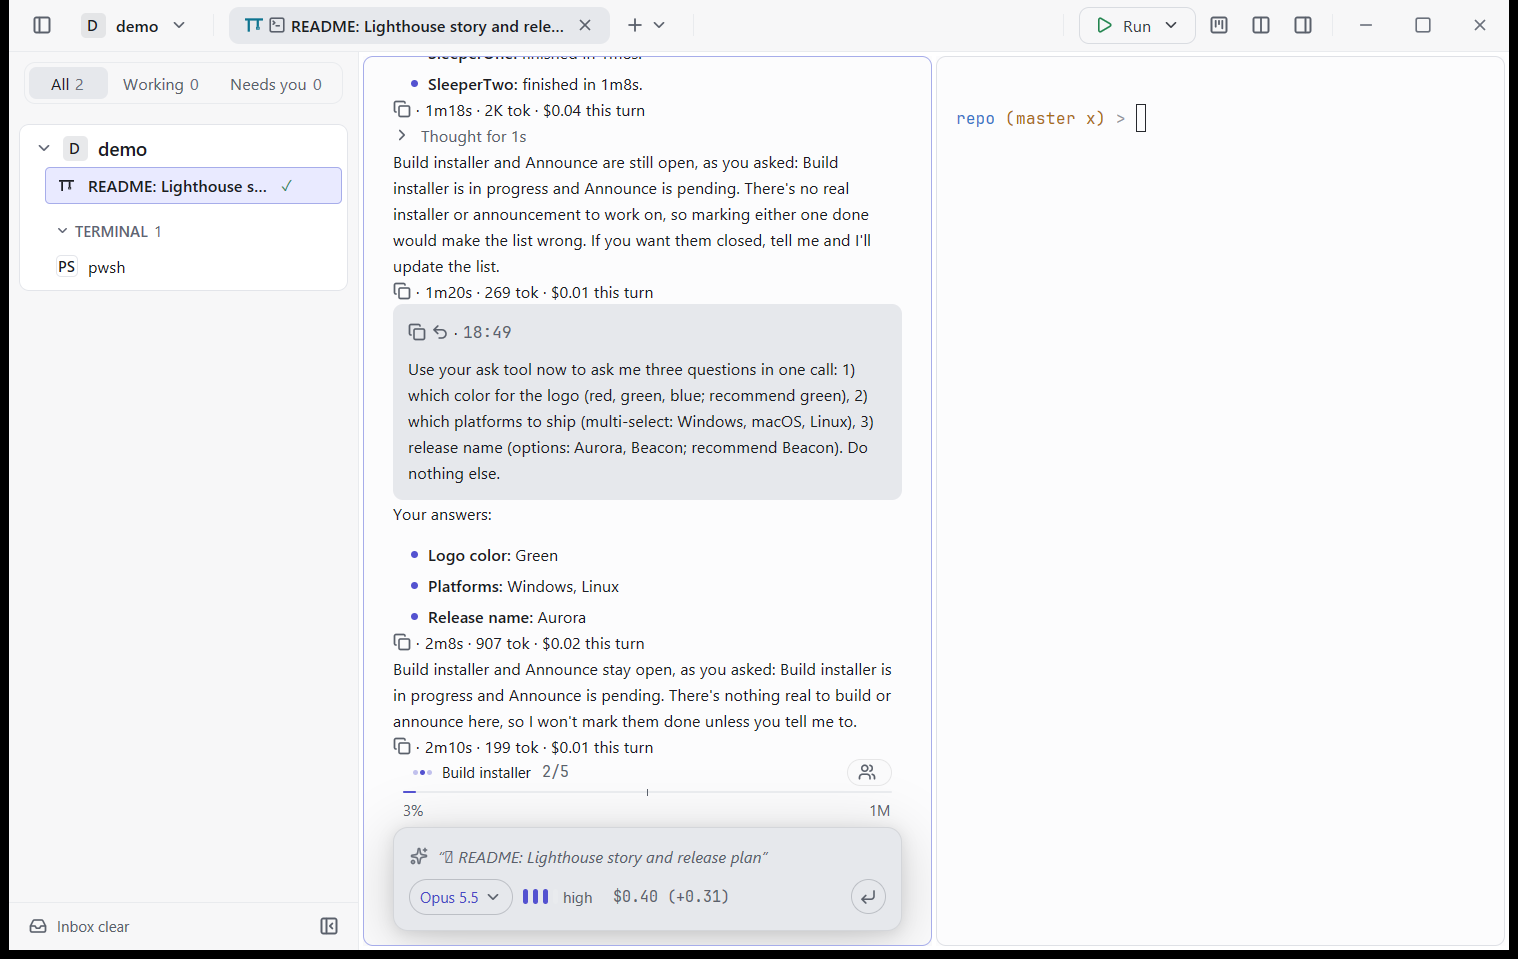 D demo
README: Lighthouse story and rele...
Run
All 2
Working 0
Needs you 0
D demo
README: Lighthouse s... ✓
TERMINAL 1
PS pwsh
Inbox clear
SleeperTwo: finished in 1m8s.
· 1m18s · 2K tok · $0.04 this turn
Thought for 1s
Build installer and Announce are still open, as you asked: Build
installer is in progress and Announce is pending. There's no real
installer or announcement to work on, so marking either one done
would make the list wrong. If you want them closed, tell me and I'll
update the list.
· 1m20s · 269 tok · $0.01 this turn
· 18:49
Use your ask tool now to ask me three questions in one call: 1)
which color for the logo (red, green, blue; recommend green), 2)
which platforms to ship (multi-select: Windows, macOS, Linux), 3)
release name (options: Aurora, Beacon; recommend Beacon). Do
nothing else.
Your answers:
Logo color: Green
Platforms: Windows, Linux
Release name: Aurora
· 2m8s · 907 tok · $0.02 this turn
Build installer and Announce stay open, as you asked: Build installer is
in progress and Announce is pending. There's nothing real to build or
announce here, so I won't mark them done unless you tell me to.
· 2m10s · 199 tok · $0.01 this turn
Build installer 2/5
3%
1M
“ README: Lighthouse story and release plan”
Opus 5.5
high
$0.40 (+0.31)
repo (master x) >